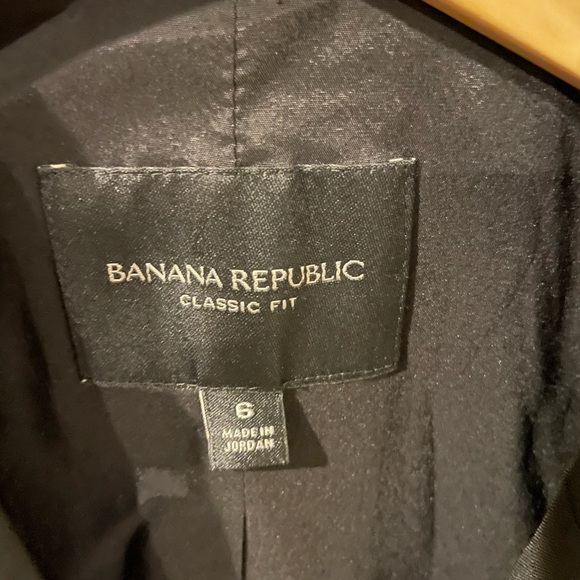 BANANA REPUBLIC
CLASSIC FIT
6
MADE IN
JORDAN